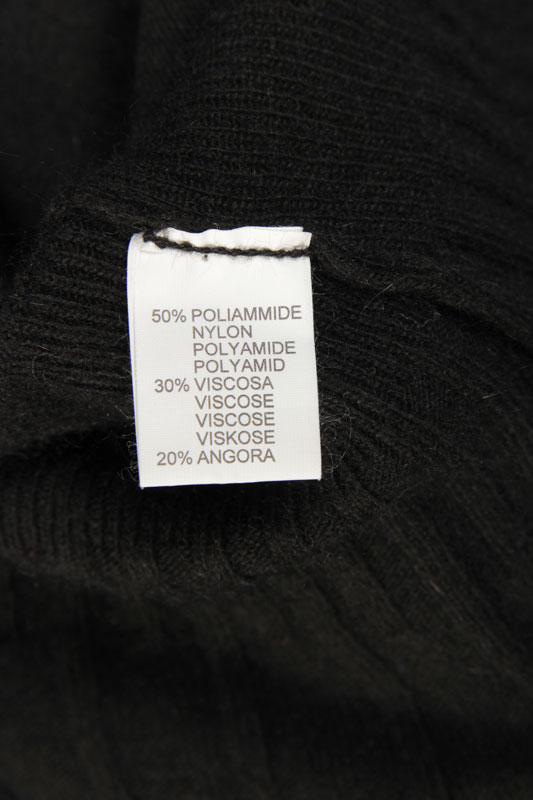 50% POLIAMMIDE
NYLON
POLYAMIDE
POLYAMID
30% VISCOSA
VISCOSE
VISCOSE
VISKOSE
20% ANGORA